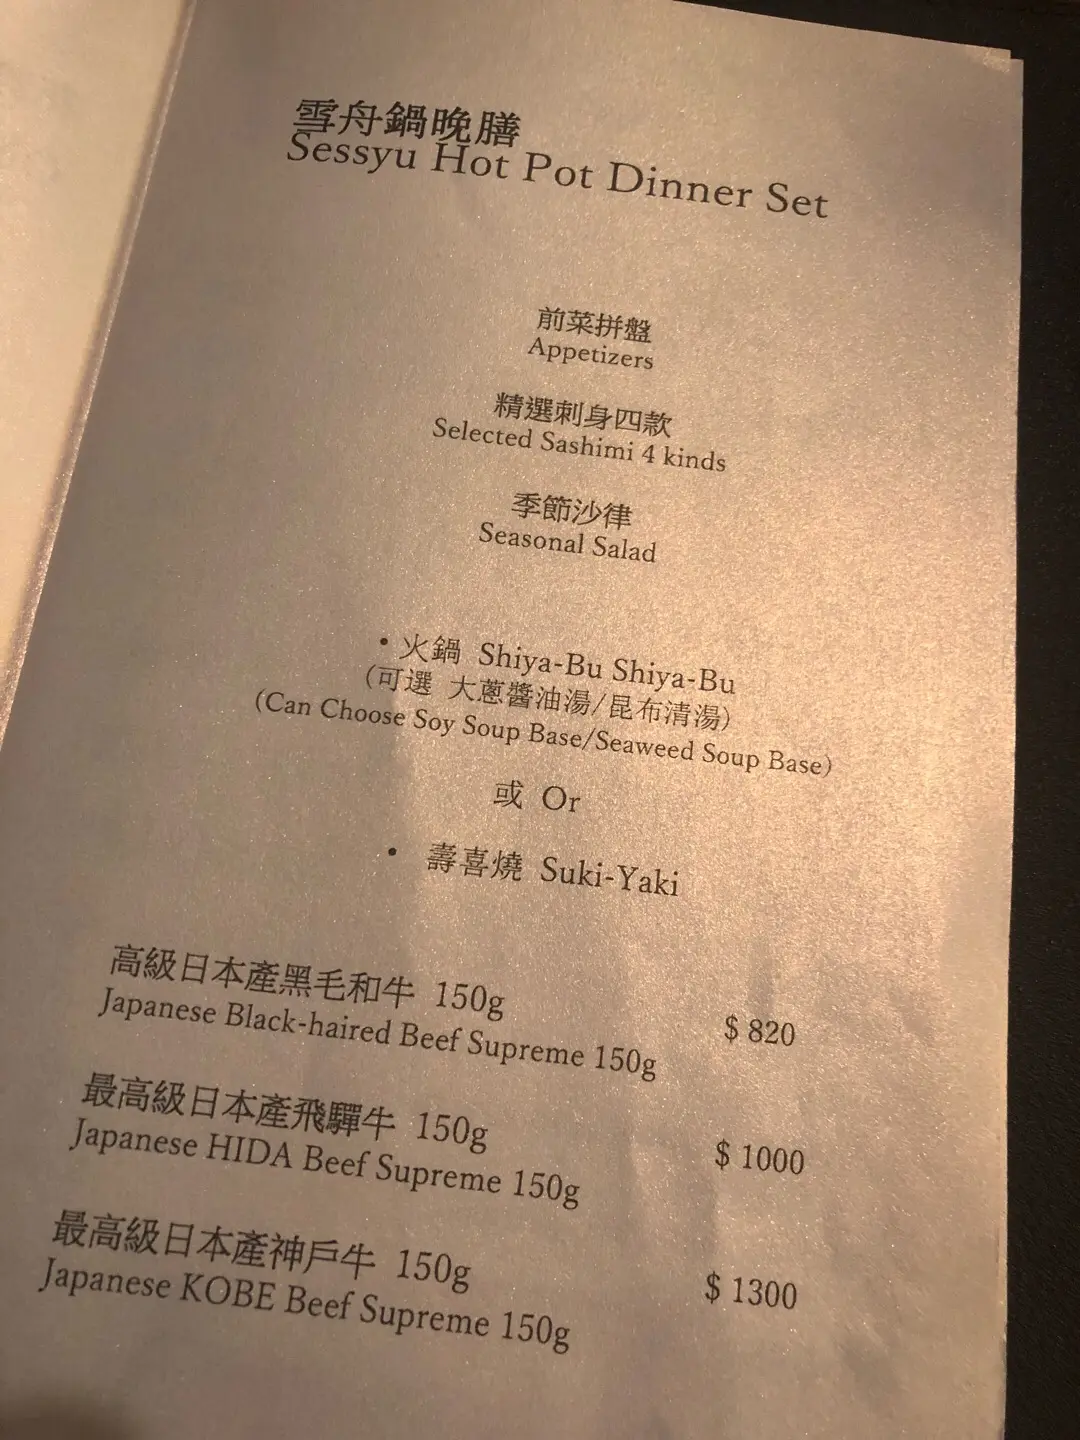 雪舟鍋晚膳
Sessyu Hot Pot Dinner Set
前菜拼盤
Appetizers
精選刺身四款
Selected Sashimi 4 kinds
季節沙律
Seasonal Salad
• 火鍋 Shiya-Bu Shiya-Bu
(可選 大蔥醬油湯/昆布清湯)
(Can Choose Soy Soup Base/Seaweed Soup Base)
或 Or
• 壽喜燒 Suki-Yaki
高級日本產黑毛和牛 150g
Japanese Black-haired Beef Supreme 150g
$ 820
最高級日本產飛驒牛 150g
Japanese HIDA Beef Supreme 150g
$ 1000
最高級日本產神戶牛 150g
Japanese KOBE Beef Supreme 150g
$ 1300